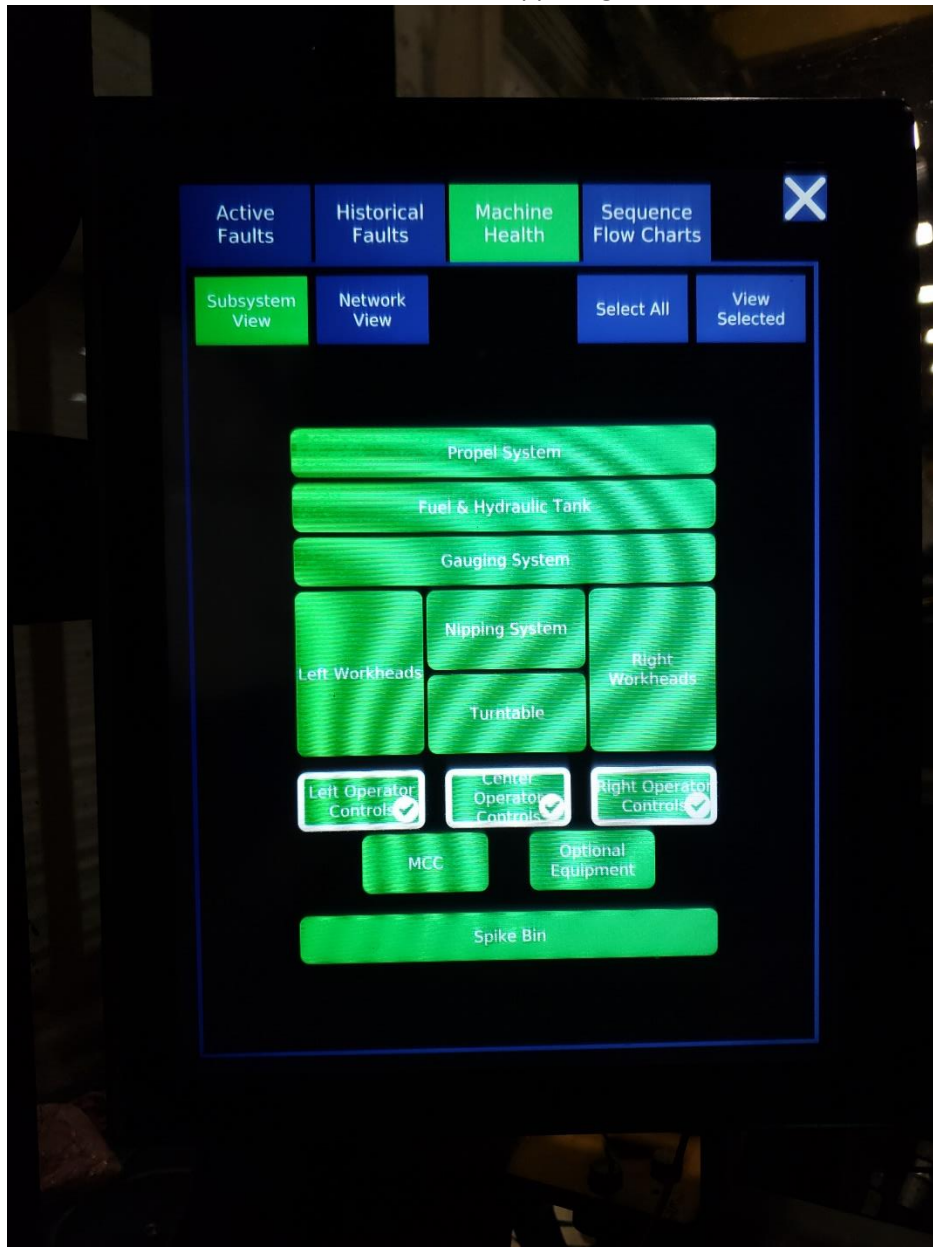 Active
Faults
Historical
Faults
Machine
Health
Sequence
Flow Charts
Subsystem
View
Network
View
Select All
View
Selected
Propel System
Fuel & Hydraulic Tank
Gauging System
Left Workheads
Nipping System
Turntable
Right
Workheads
Left Operator
Controls
Center
Operator
Controls
Right Operator
Controls
MCC
Optional
Equipment
Spike Bin